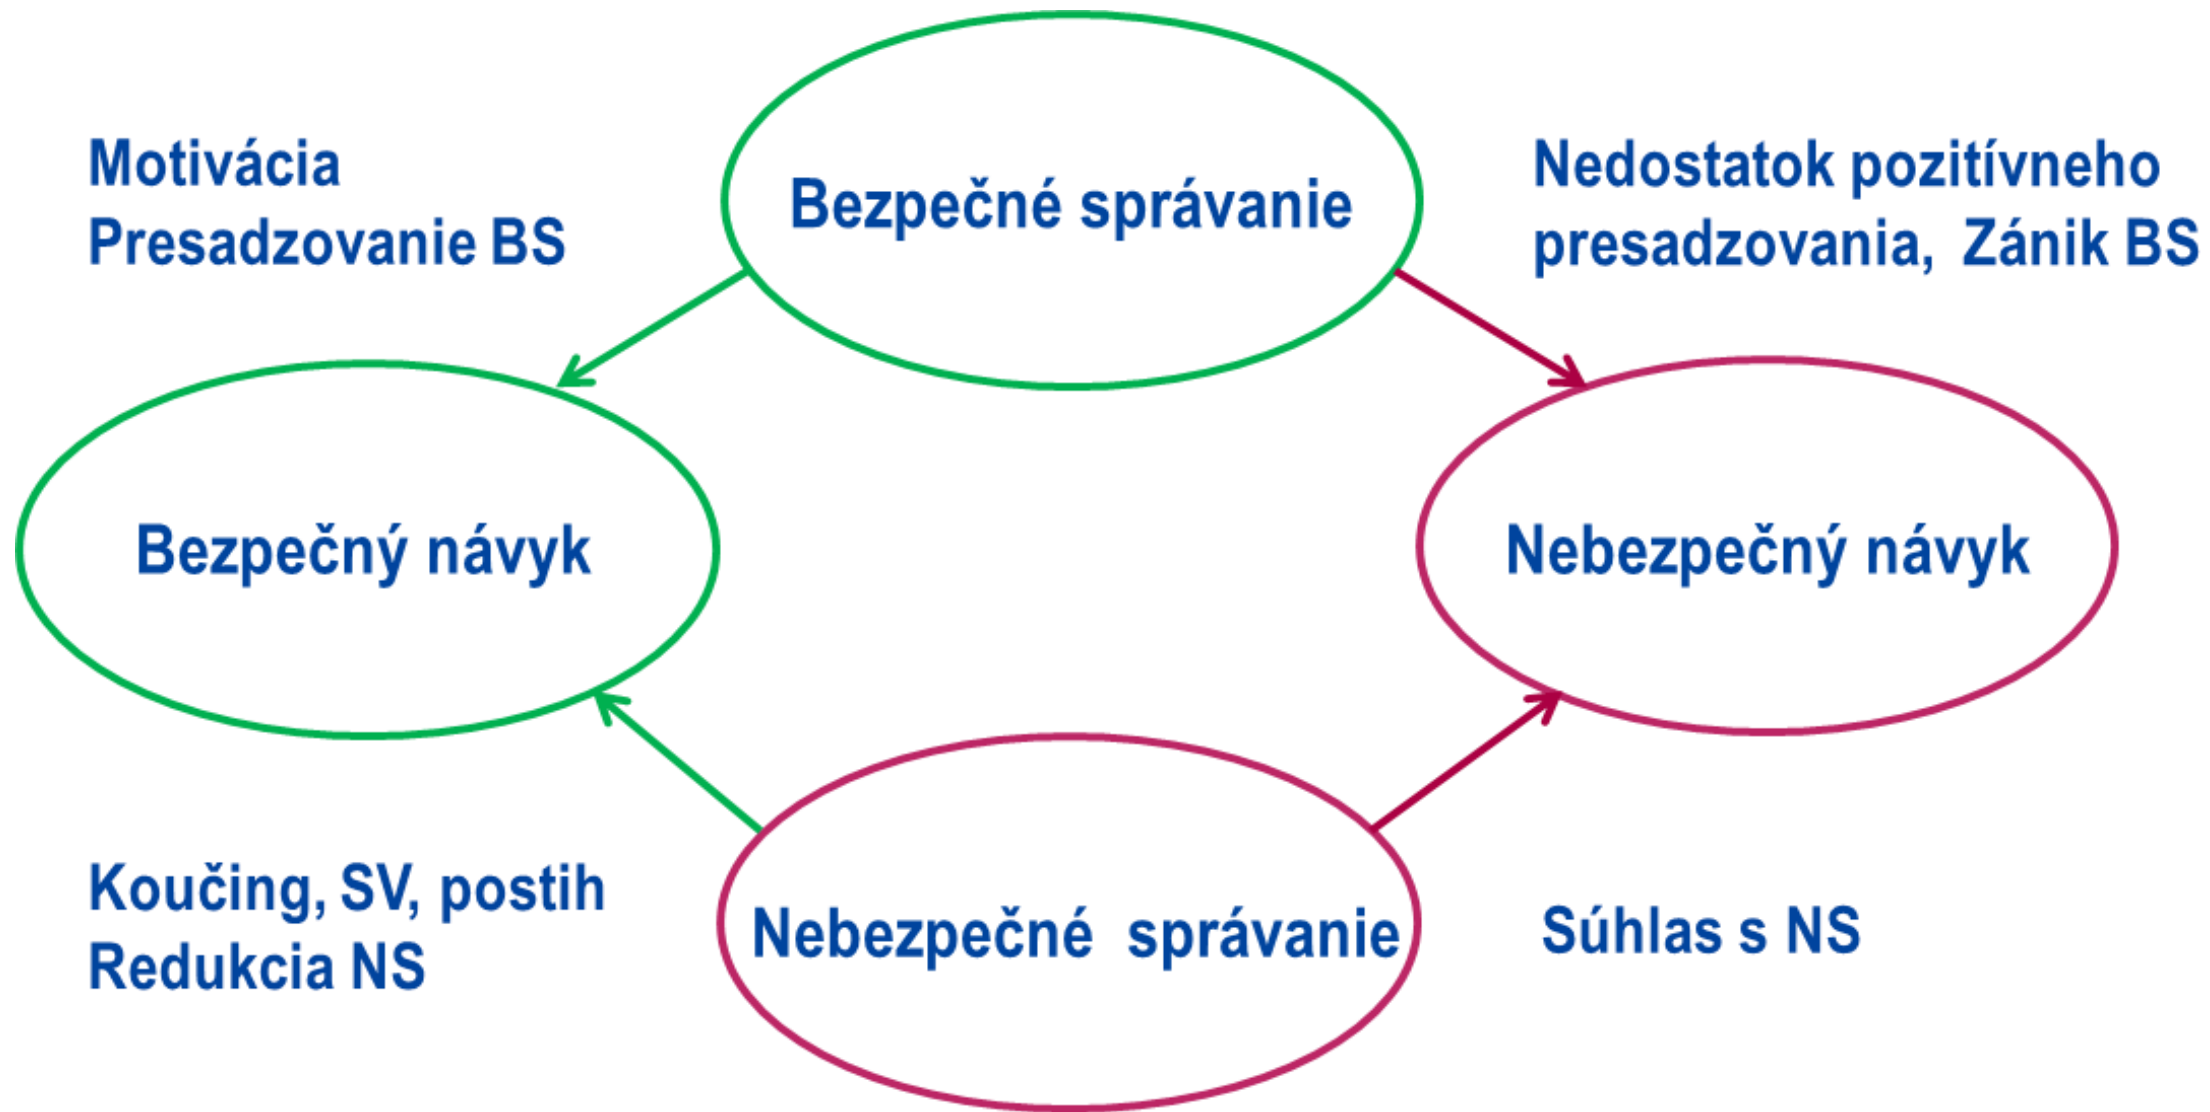 Motivácia
Presadzovanie BS
Bezpečné správanie
Nedostatok pozitívneho
presadzovania, Zánik BS
Bezpečný návyk
Nebezpečný návyk
Koučing, SV, postih
Redukcia NS
Nebezpečné správanie
Súhlas s NS